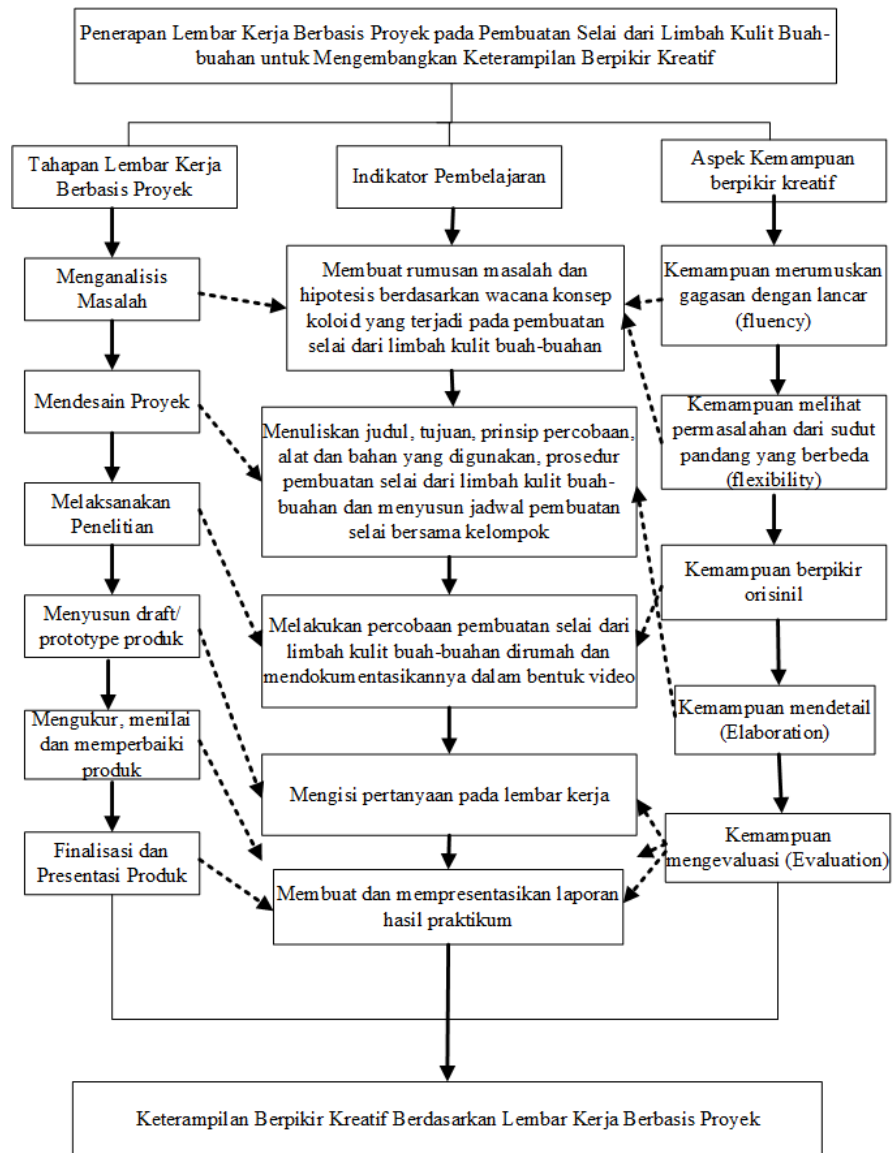 Penerapan Lembar Kerja Berbasis Proyek pada Pembuatan Selai dari Limbah Kulit Buah-
buahan untuk Mengembangkan Keterampilan Berpikir Kreatif
Tahapan Lembar Kerja
Berbasis Proyek
Menganalisis
Masalah
Mendesain Proyek
Melaksanakan
Penelitian
Menyusun draft/
prototype produk
Mengukur, menilai
dan memperbaiki
produk
Finalisasi dan
Presentasi Produk
Indikator Pembelajaran
Membuat rumusan masalah dan
hipotesis berdasarkan wacana konsep
koloid yang terjadi pada pembuatan
selai dari limbah kulit buah-buahan
Menuliskan judul, tujuan, prinsip percobaan,
alat dan bahan yang digunakan, prosedur
pembuatan selai dari limbah kulit buah-
buahan dan menyusun jadwal pembuatan
selai bersama kelompok
Melakukan percobaan pembuatan selai dari
limbah kulit buah-buahan dirumah dan
mendokumentasikannya dalam bentuk video
Mengisi pertanyaan pada lembar kerja
Membuat dan mempresentasikan laporan
hasil praktikum
Aspek Kemampuan
berpikir kreatif
Kemampuan merumuskan
gagasan dengan lancar
(fluency)
Kemampuan melihat
permasalahan dari sudut
pandang yang berbeda
(flexibility)
Kemampuan berpikir
orisinil
Kemampuan mendetail
(Elaboration)
Kemampuan
mengevaluasi (Evaluation)
Keterampilan Berpikir Kreatif Berdasarkan Lembar Kerja Berbasis Proyek